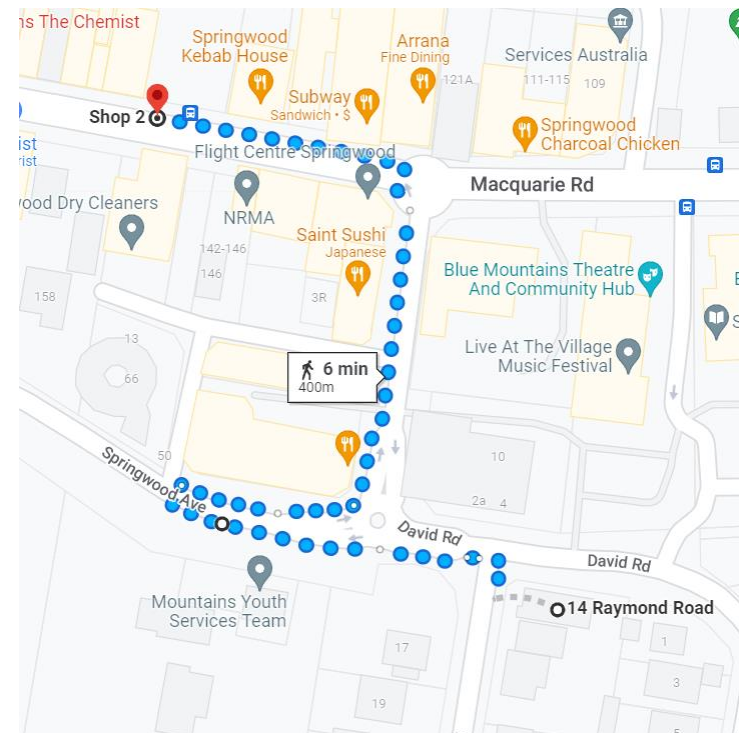 ns The Chemist
Springwood
Kebab House
Arrana
Fine Dining
Services Australia
121A
111-115
109
Subway
Sandwich • $
Shop 2
Springwood
Charcoal Chicken
ist
rist
Flight Centre Springwood
Macquarie Rd
wood Dry Cleaners
NRMA
142-146
146
Saint Sushi
Japanese
Blue Mountains Theatre
And Community Hub
E
S
158
3R
13
66
Live At The Village
Music Festival
6 min
400m
50
10
2a
4
Springwood Ave
David Rd
David Rd
Mountains Youth
Services Team
14 Raymond Road
17
1
3
19
5